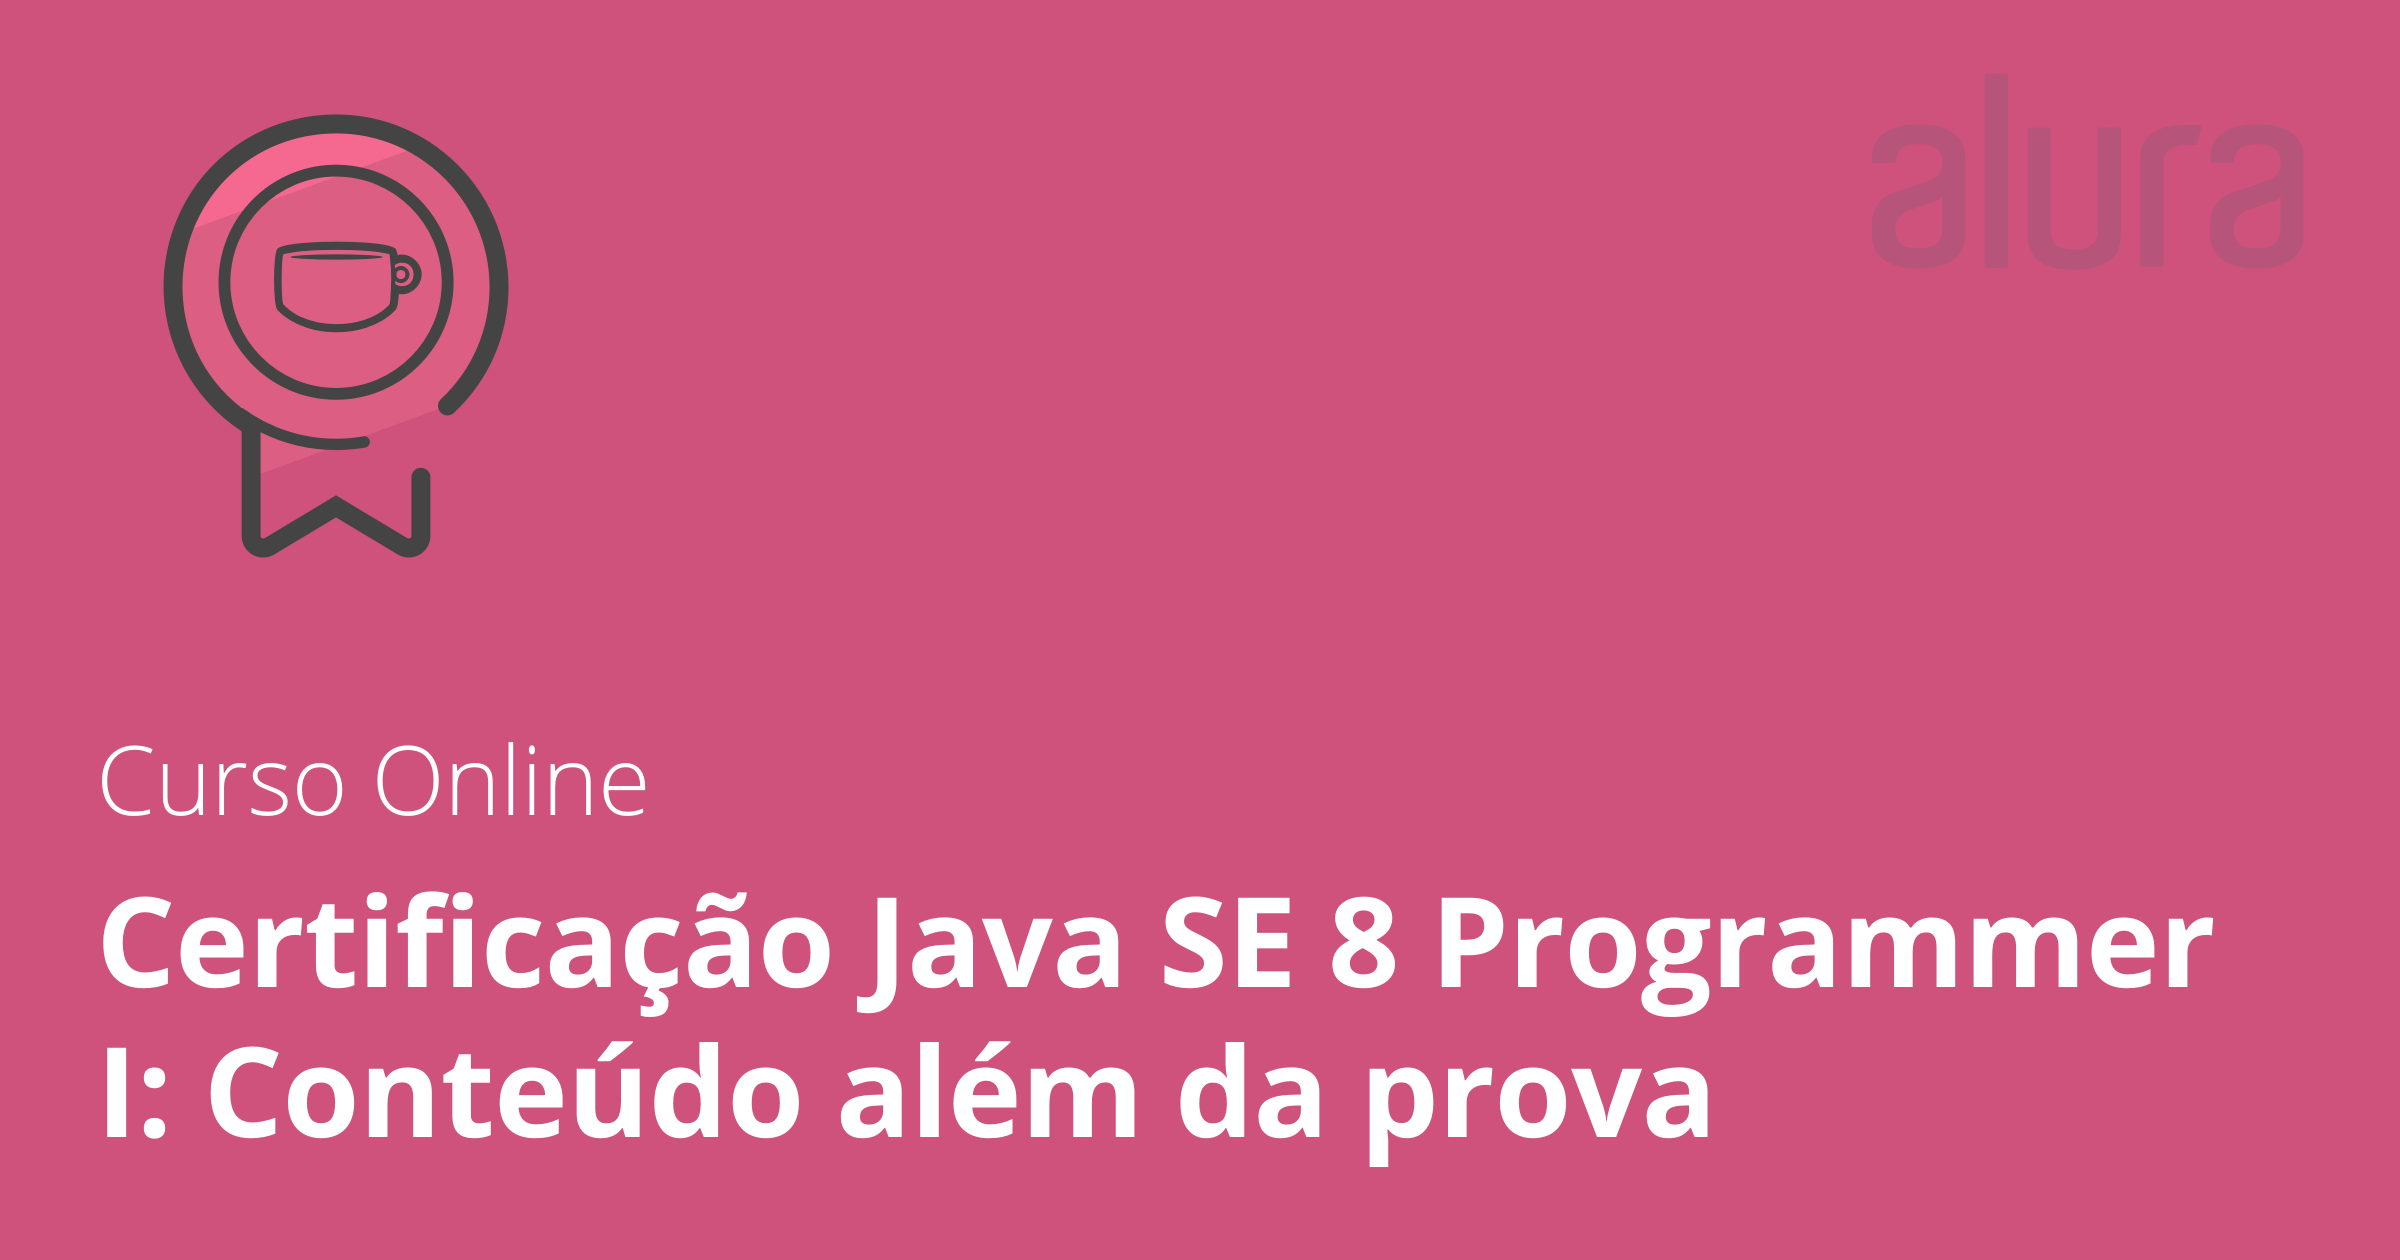 alura
Curso Online
Certificação Java SE 8 Programmer
I: Conteúdo além da prova